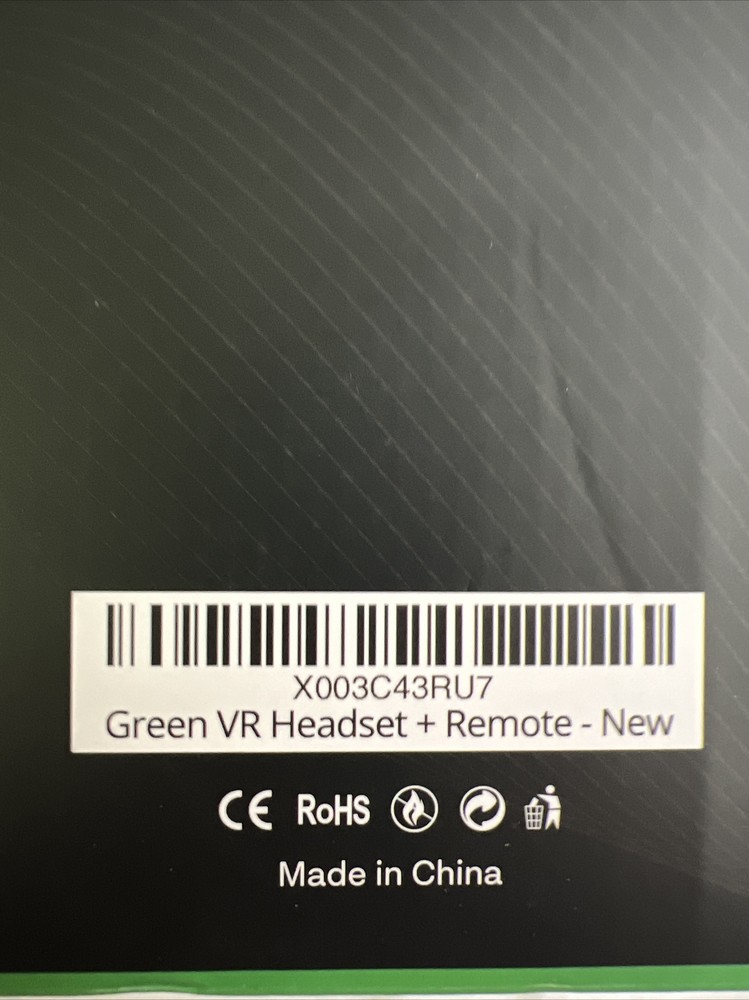 X003C43RU7
Green VR Headset + Remote - New
CE RoHS
Made in China